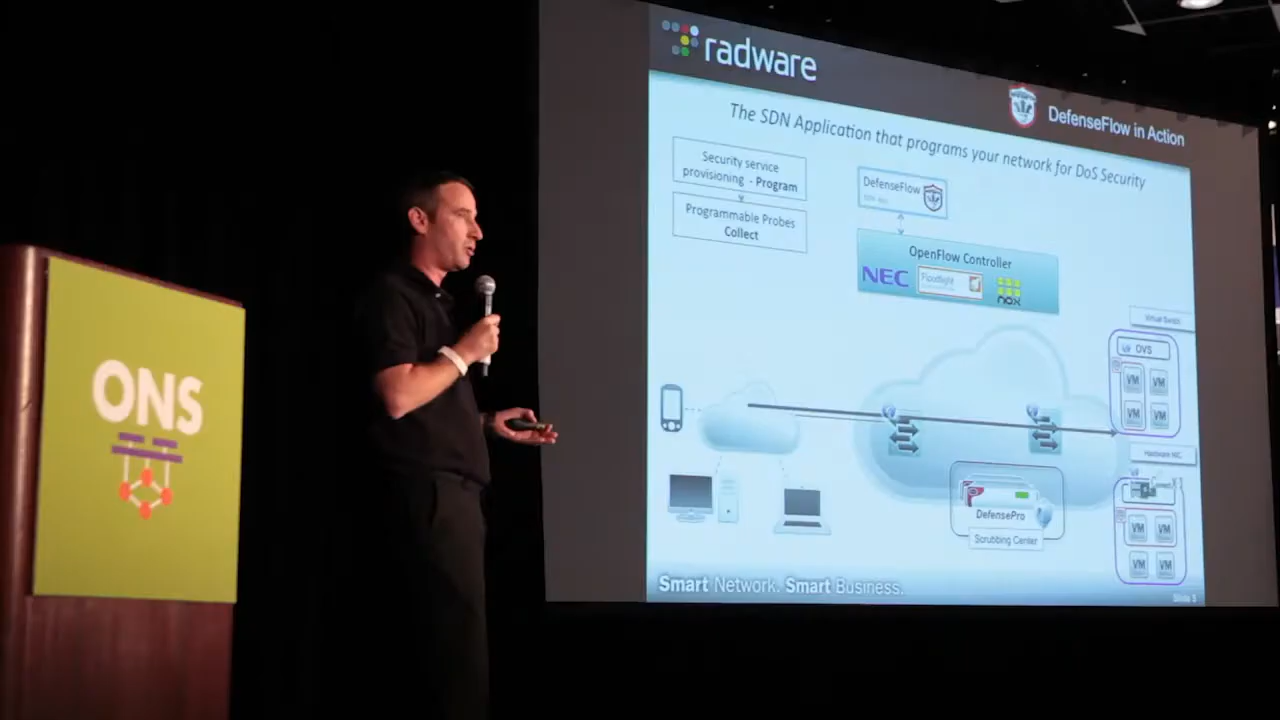 radware
DefenseFlow in Action
The SDN Application that programs your network for DoS Security
Security service
provisioning - Program
Programmable Probes
Collect
DefenseFlow
OpenFlow Controller
NEC
Floodlight
nox
Virtual Switch
OVS
VM
VM
VM
VM
Hardware NIC
VM
VM
VM
VM
DefensePro
Scrubbing Center
Smart Network. Smart Business.
Slide 5
ONS